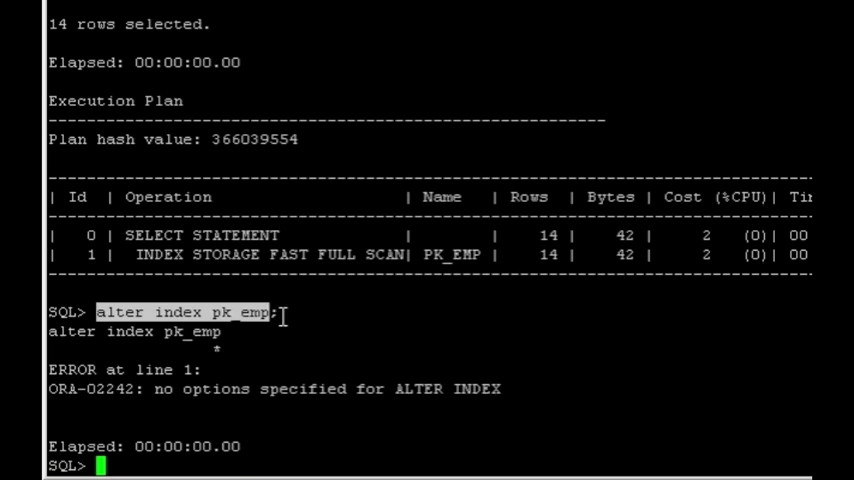 14 rows selected.
Elapsed: 00:00:00.00
Execution Plan
----------------------------------------------------------
Plan hash value: 366039554
--------------------------------------------------------------------------------
| Id | Operation | Name | Rows | Bytes | Cost (%CPU)|
--------------------------------------------------------------------------------
| 0 | SELECT STATEMENT | | 14 | 42 | 2 (0)| 00
| 1 | INDEX STORAGE FAST FULL SCAN| PK_EMP | 14 | 42 | 2 (0)| 00
--------------------------------------------------------------------------------
SQL> alter index pk_emp;
alter index pk_emp
*
ERROR at line 1:
ORA-02242: no options specified for ALTER INDEX
Elapsed: 00:00:00.00
SQL>